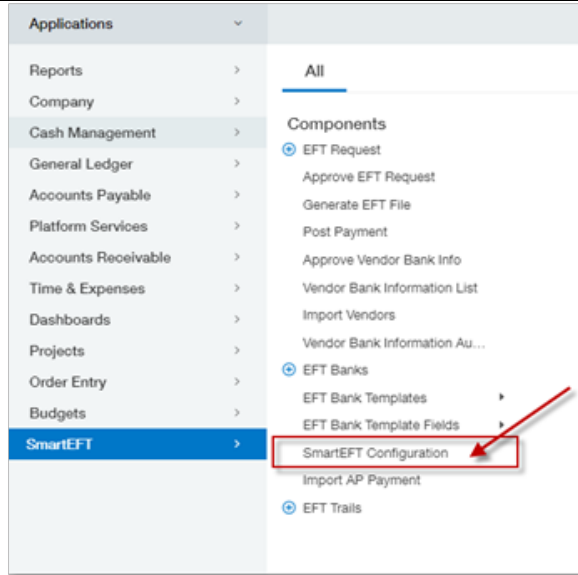 Applications
Reports
Company
Cash Management
General Ledger
Accounts Payable
Platform Services
Accounts Receivable
Time & Expenses
Dashboards
Projects
Order Entry
Budgets
SmartEFT
All
Components
EFT Request
Approve EFT Request
Generate EFT File
Post Payment
Approve Vendor Bank Info
Vendor Bank Information List
Import Vendors
Vendor Bank Information Au...
EFT Banks
EFT Bank Templates
EFT Bank Template Fields
SmartEFT Configuration
Import AP Payment
EFT Trails